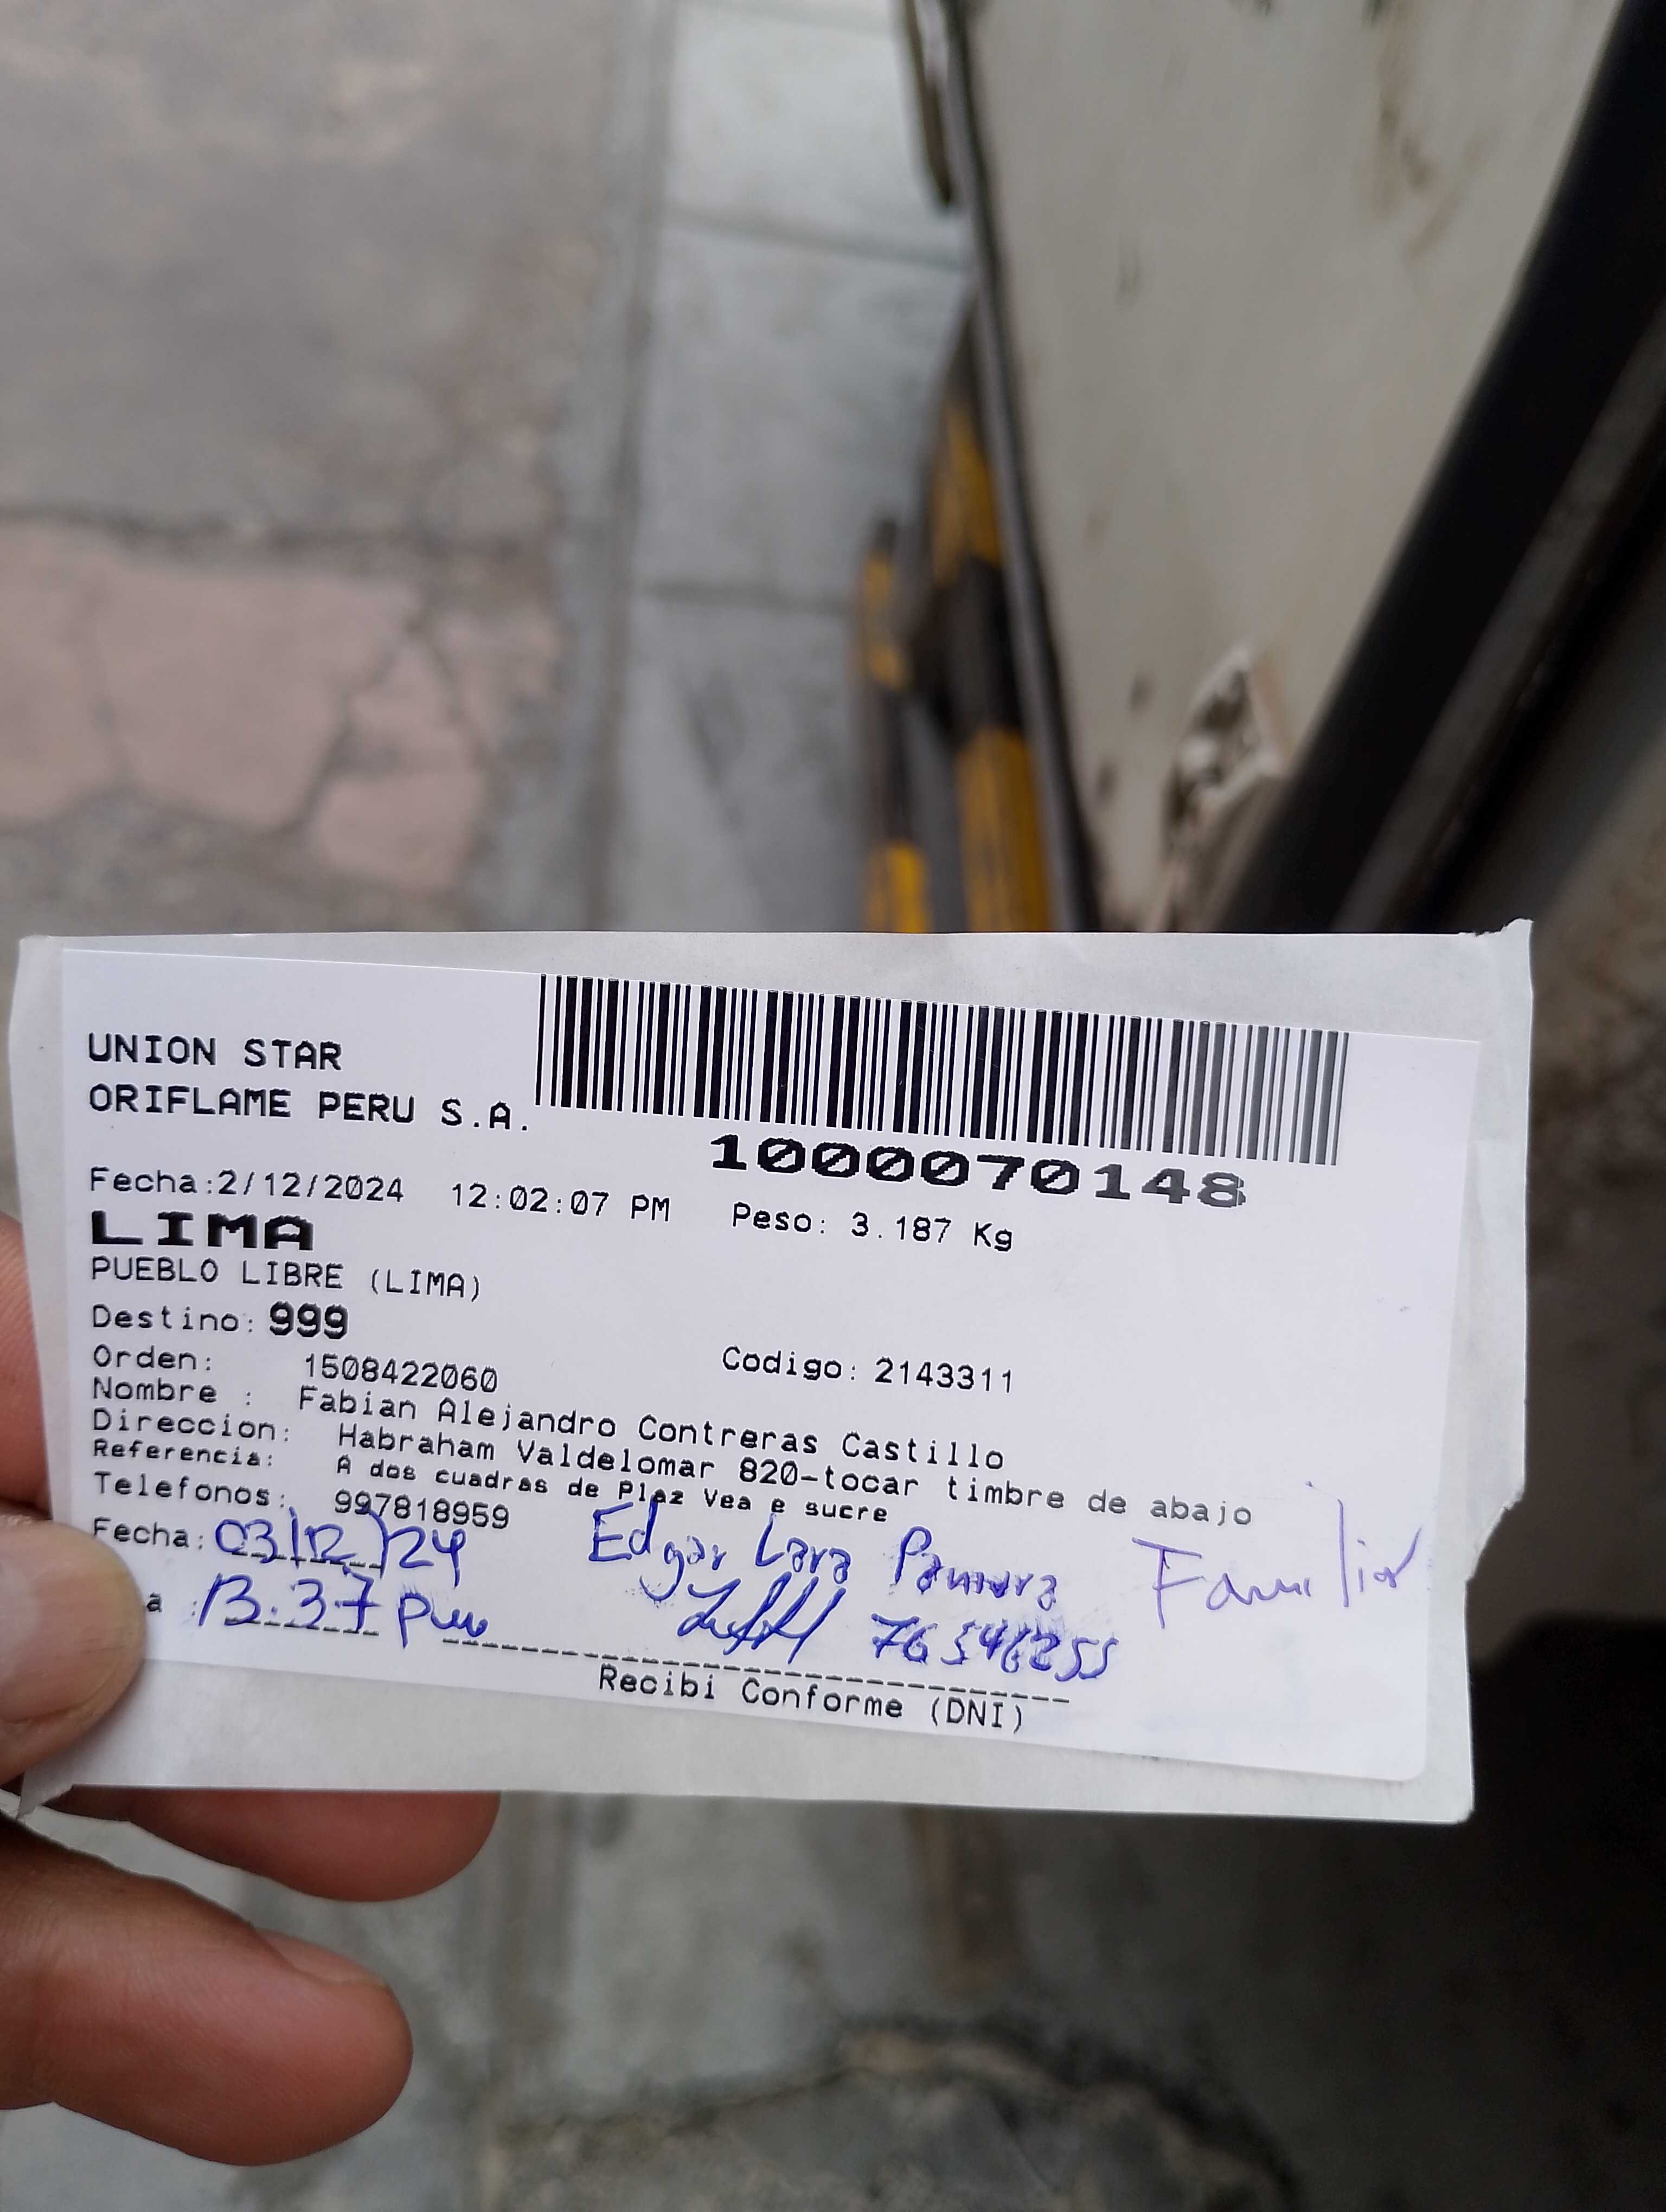 UNION STAR
ORIFLAME PERU S.A.
1000070148
Fecha:2/12/2024 12:02:07 PM Peso: 3.187 Kg
LIMA
PUEBLO LIBRE (LIMA)
Destino: 999
Orden: 1508422060 Codigo: 2143311
Nombre : Fabian Alejandro Contreras Castillo
Direccion: Habraham Valdelomar 820-tocar timbre de abajo
Referencia: A dos cuadras de Plaz Vea e sucre
Telefonos: 997818959
Fecha: 03/12/24 Edgar Lara Familiar
a : 13:37 pm 76546255
Recibi Conforme (DNI)